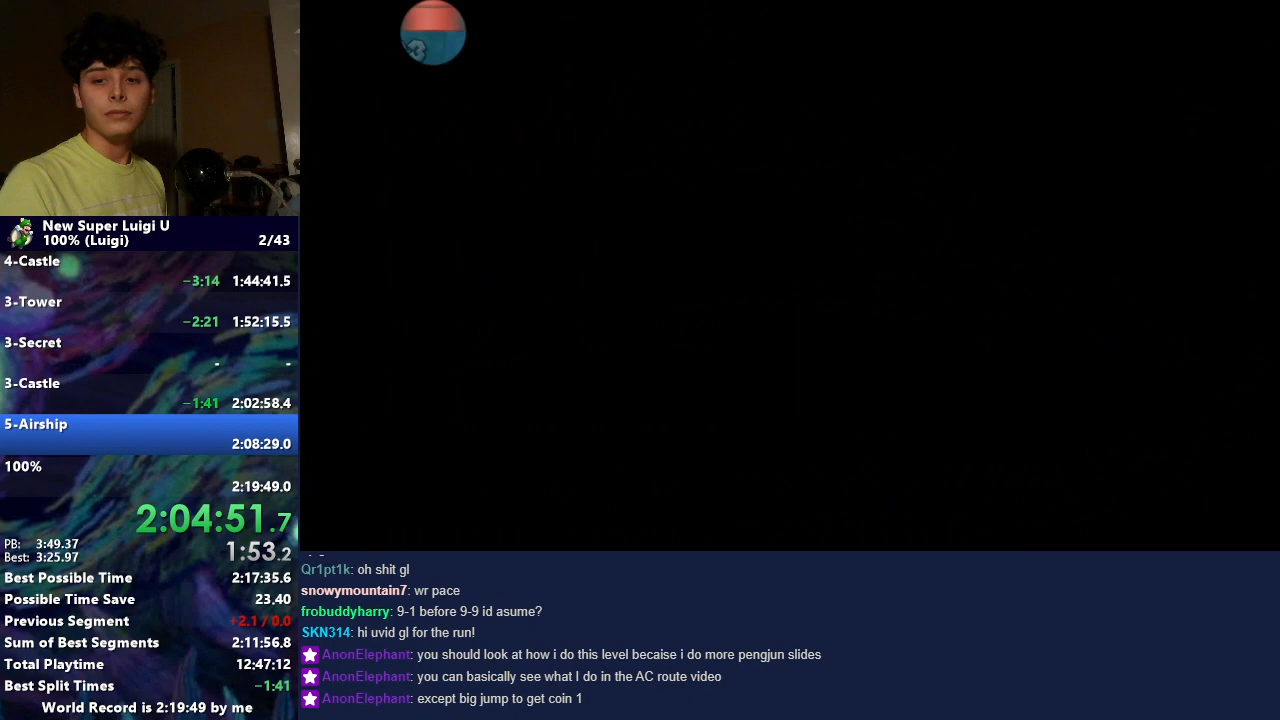 3
New Super Luigi U
100% (Luigi) 2/43
4-Castle
−3:14 1:44:41.5
3-Tower
−2:21 1:52:15.5
3-Secret
- -
3-Castle
−1:41 2:02:58.4
5-Airship
2:08:29.0
100%
2:19:49.0
2:04:51.7
PB: 3:49.37
Best: 3:25.97
1:53.2
Best Possible Time 2:17:35.6
Possible Time Save 23.40
Previous Segment +2.1 / 0.0
Sum of Best Segments 2:11:56.8
Total Playtime 12:47:12
Best Split Times −1:41
World Record is 2:19:49 by me
Qr1pt1k: oh shit gl
snowymountain7: wr pace
frobuddyharry: 9-1 before 9-9 id asume?
SKN314: hi uvid gl for the run!
AnonElephant: you should look at how i do this level becaise i do more pengjun slides
AnonElephant: you can basically see what I do in the AC route video
AnonElephant: except big jump to get coin 1